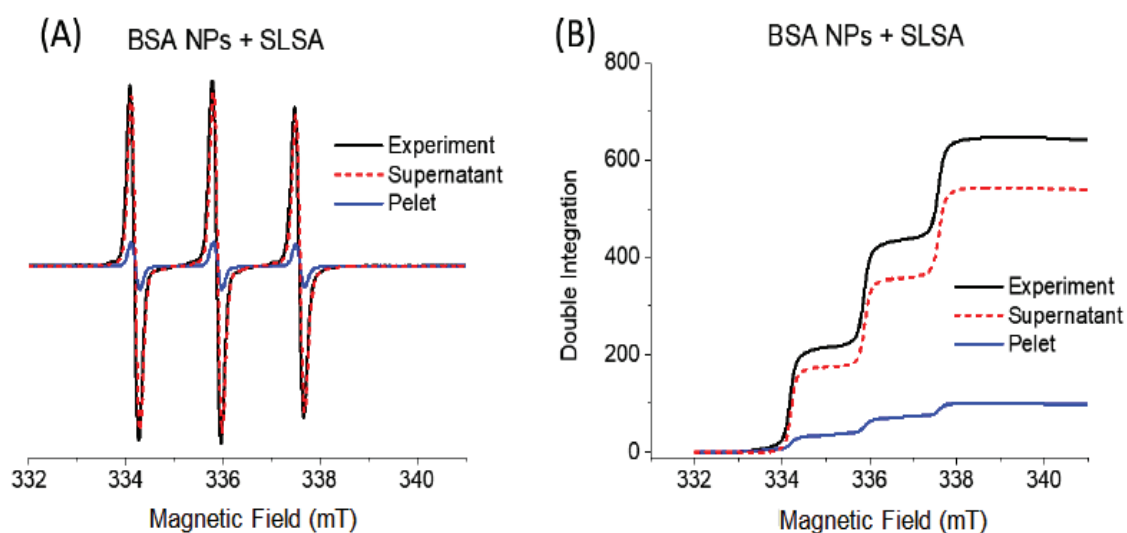 (A)
BSA NPs + SLSA
Experiment
Supernatant
Pelet
332
334
336
338
340
Magnetic Field (mT)
(B)
BSA NPs + SLSA
800
600
400
200
0
Double Integration
Experiment
Supernatant
Pelet
332
334
336
338
340
Magnetic Field (mT)